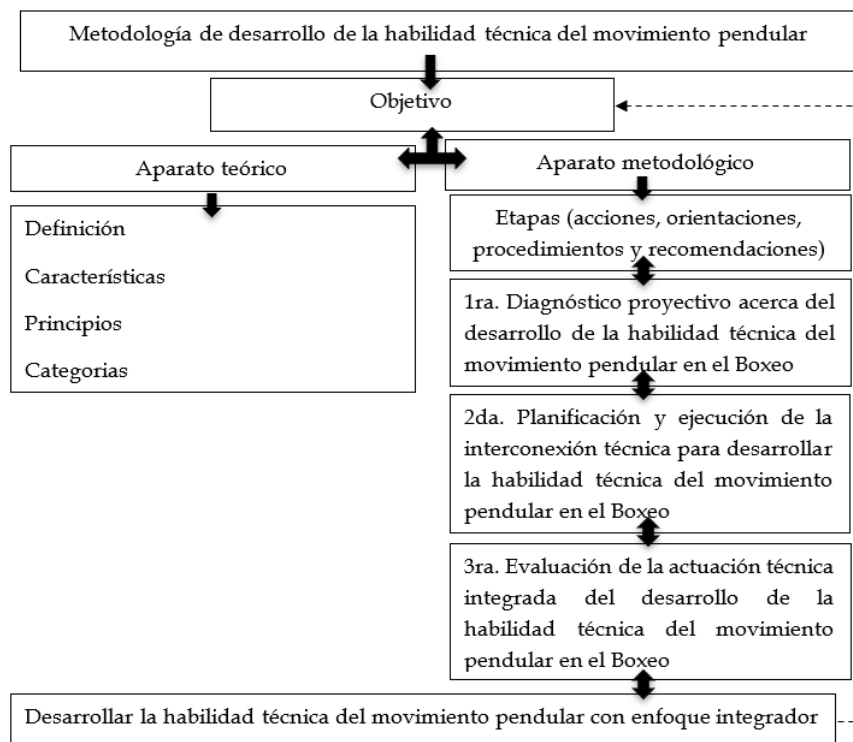 Metodología de desarrollo de la habilidad técnica del movimiento pendular
Objetivo
Aparato teórico
Aparato metodológico
Definición
Características
Principios
Categorias
Etapas (acciones, orientaciones,
procedimientos y recomendaciones)
1ra. Diagnóstico proyectivo acerca del
desarrollo de la habilidad técnica del
movimiento pendular en el Boxeo
2da. Planificación y ejecución de la
interconexión técnica para desarrollar
la habilidad técnica del movimiento
pendular en el Boxeo
3ra. Evaluación de la actuación técnica
integrada del desarrollo de la
habilidad técnica del movimiento
pendular en el Boxeo
Desarrollar la habilidad técnica del movimiento pendular con enfoque integrador